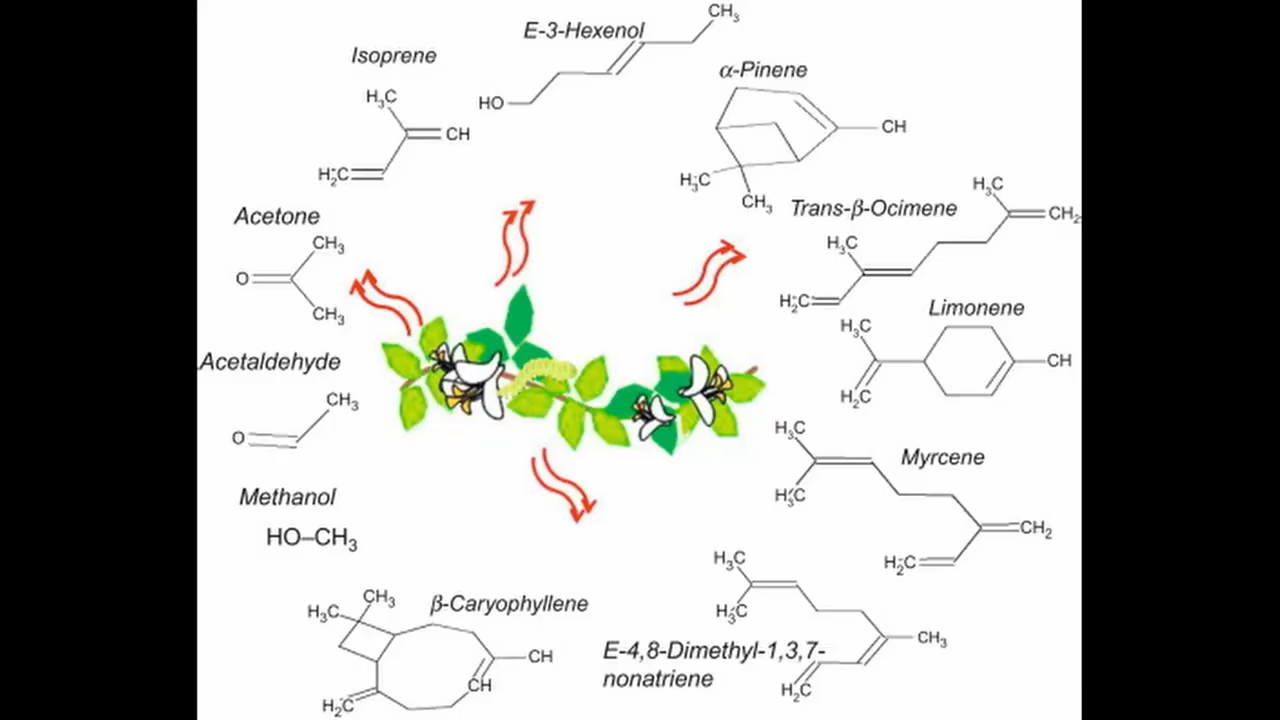 E-3-Hexenol
CH₃
HO
Isoprene
H₃C
CH
H₂C
α-Pinene
CH
H₃C
CH₃
Acetone
CH₃
O
CH₃
Trans-β-Ocimene
H₃C
CH₂
H₃C
H₂C
Limonene
H₃C
CH
H₂C
Acetaldehyde
CH₃
O
Myrcene
H₃C
H₃C
CH₂
H₂C
Methanol
HO–CH₃
β-Caryophyllene
CH₃
H₃C
CH
CH
H₂C
E-4,8-Dimethyl-1,3,7-
nonatriene
H₃C
H₃C
CH₃
H₂C